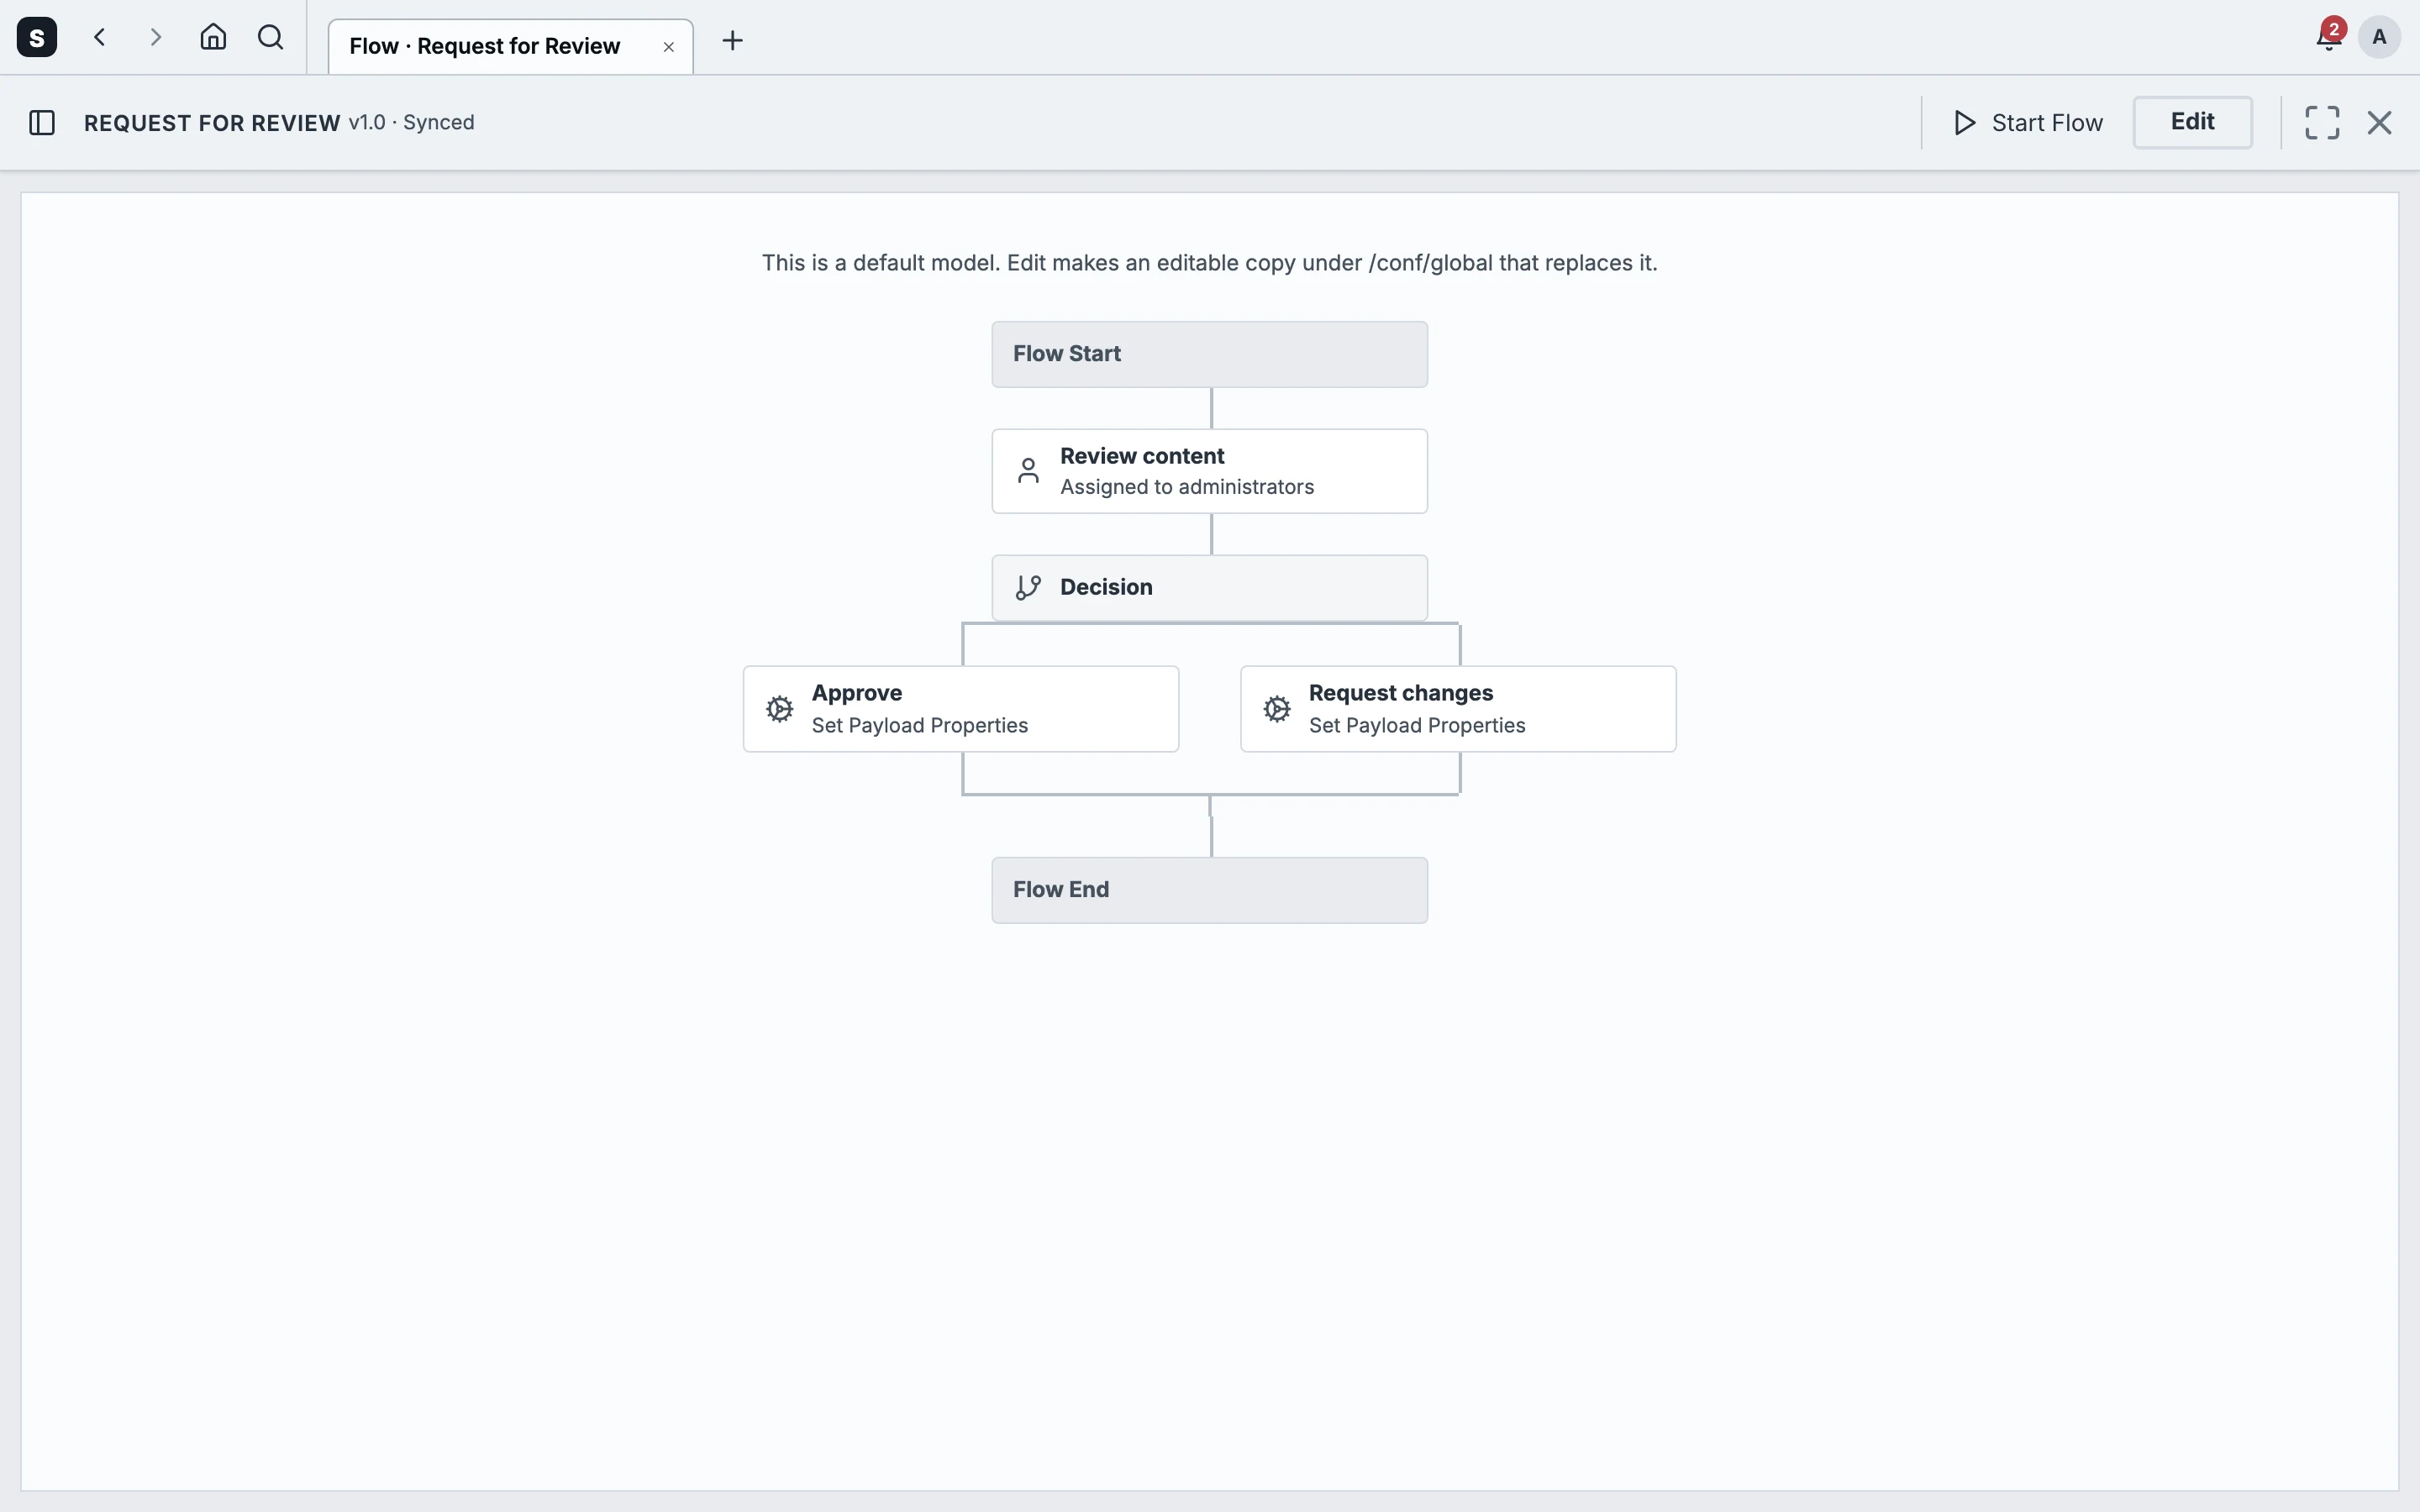 S
Flow · Request for Review
2
A
REQUEST FOR REVIEW v1.0 · Synced
Start Flow
Edit
This is a default model. Edit makes an editable copy under /conf/global that replaces it.
Flow Start
Review content
Assigned to administrators
Decision
Approve
Set Payload Properties
Request changes
Set Payload Properties
Flow End